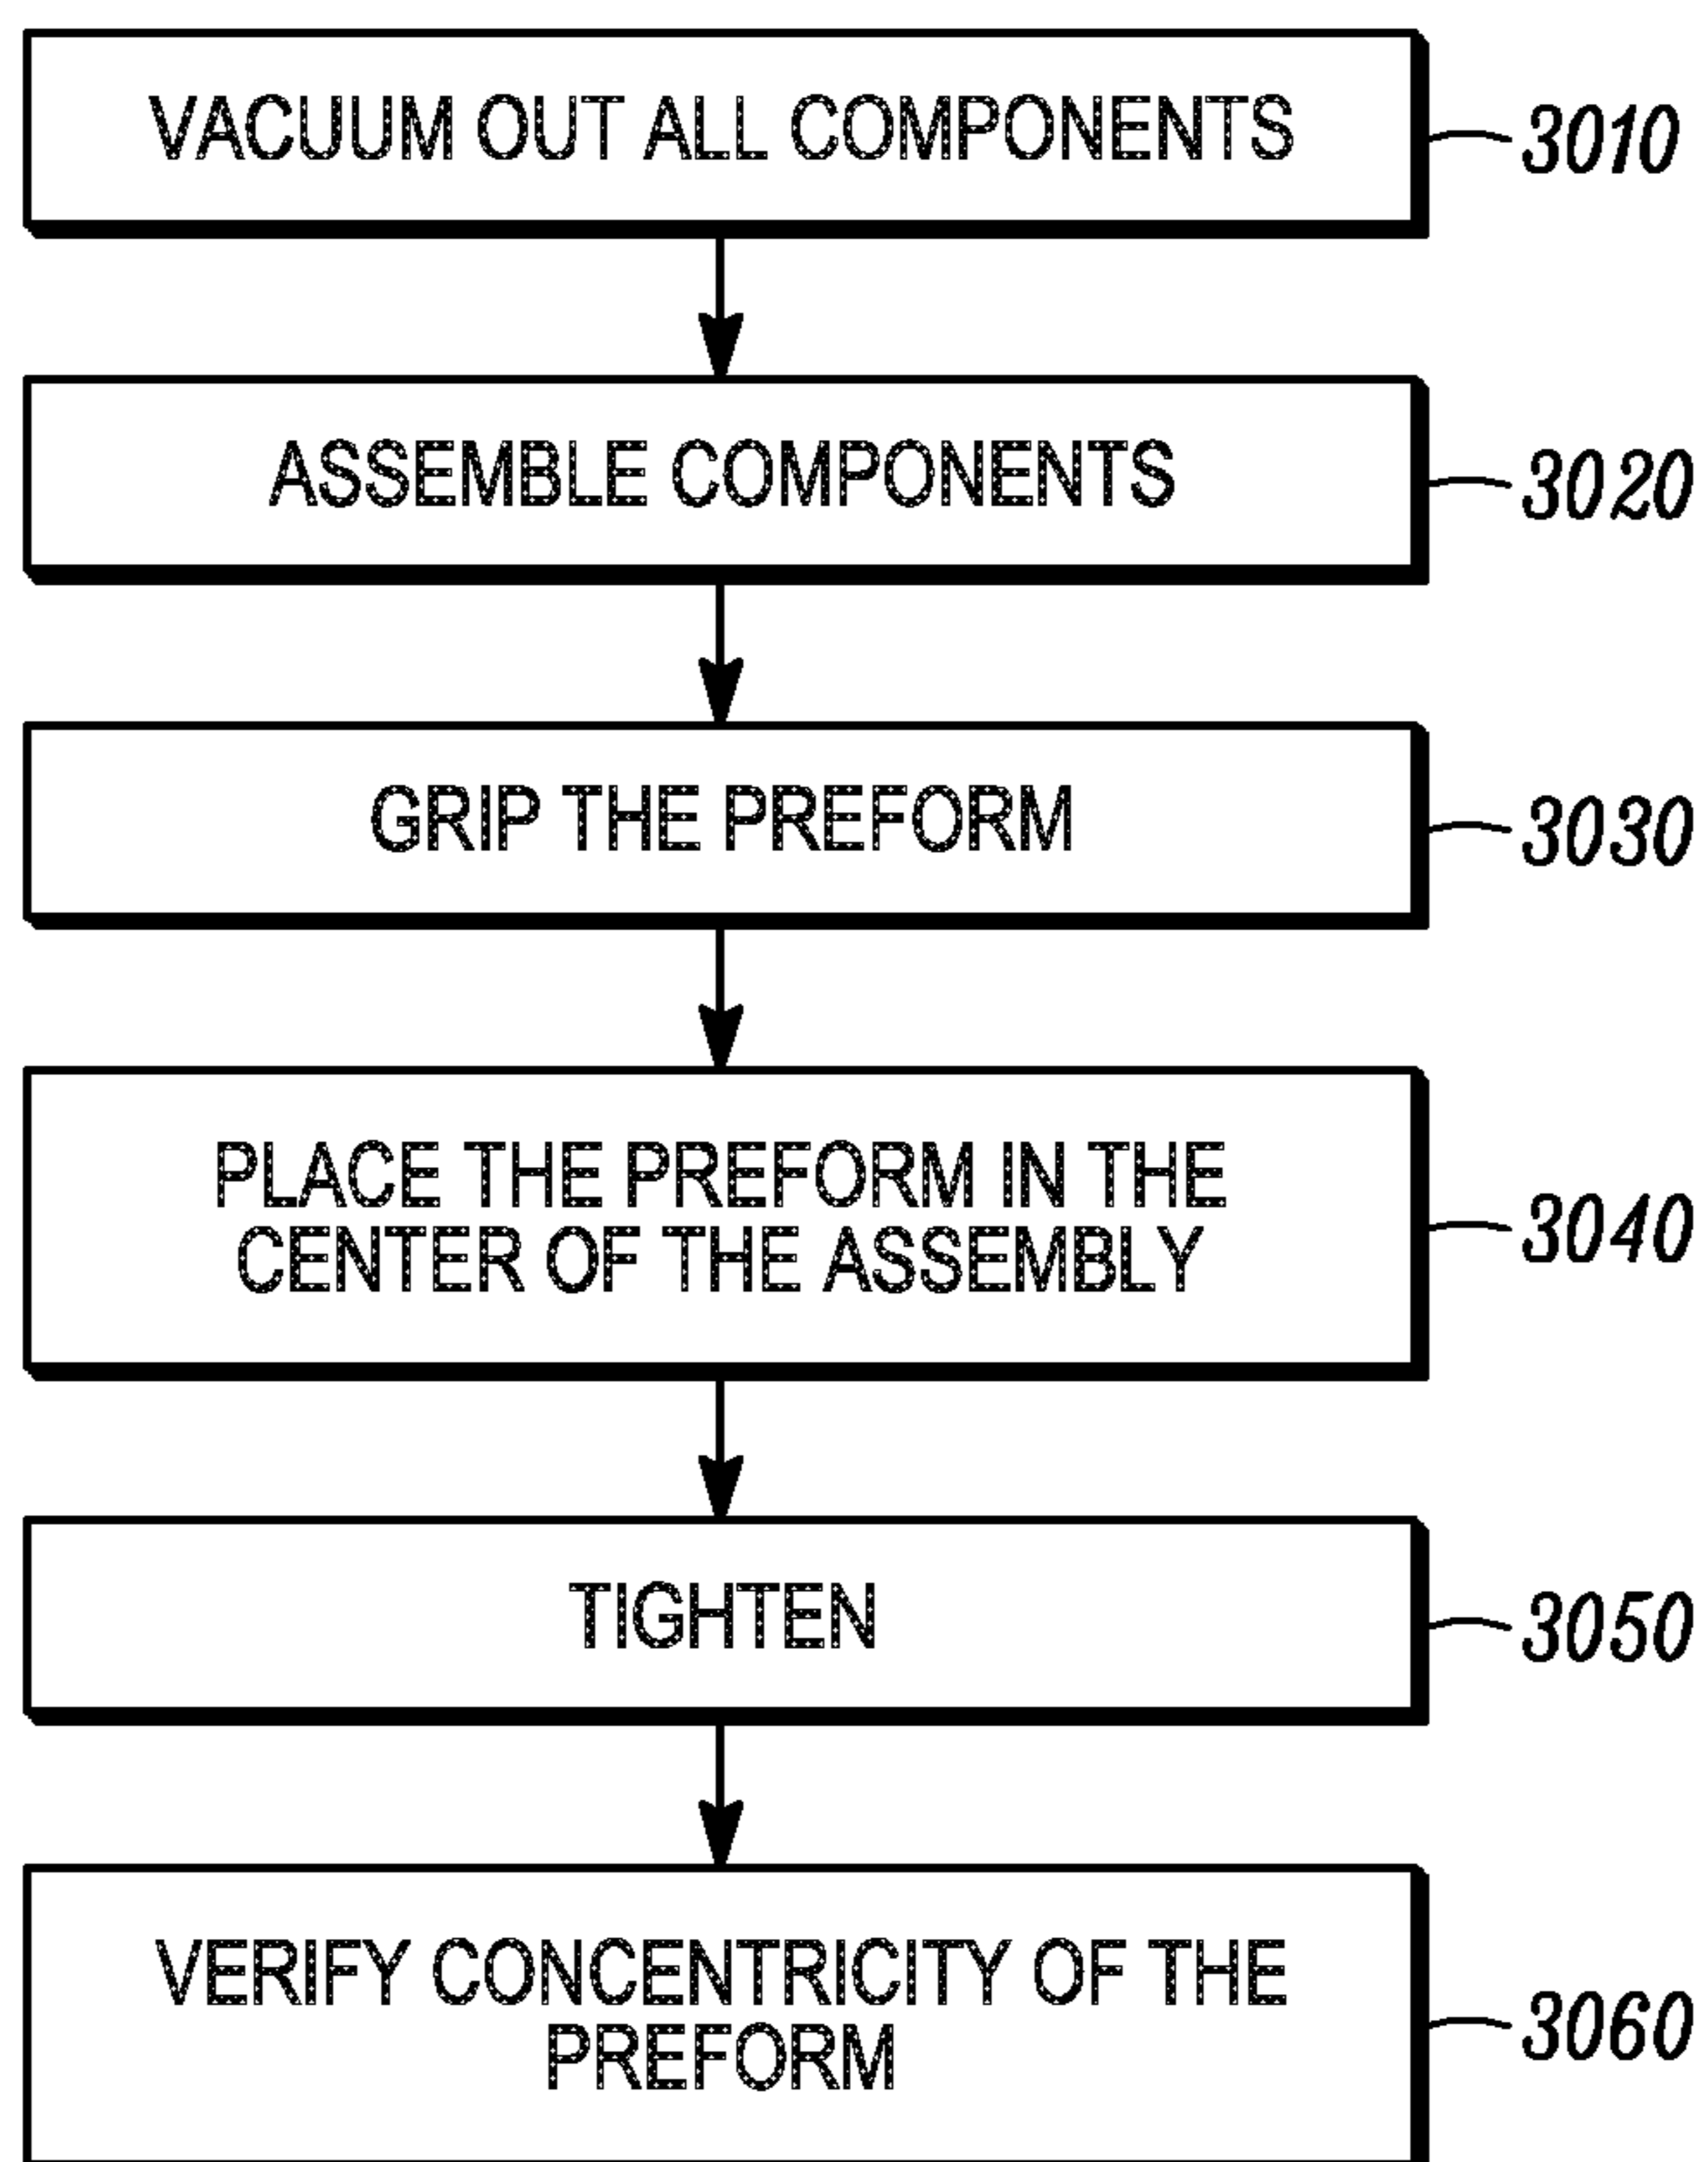 VACUUM OUT ALL COMPONENTS
3010
ASSEMBLE COMPONENTS
3020
GRIP THE PREFORM
3030
PLACE THE PREFORM IN THE
CENTER OF THE ASSEMBLY
3040
TIGHTEN
3050
VERIFY CONCENTRICITY OF THE
PREFORM
3060